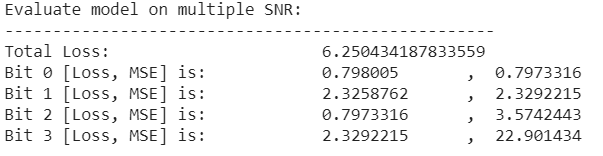 Evaluate model on multiple SNR:
--------------------------------------------------
Total Loss: 6.250434187833559
Bit 0 [Loss, MSE] is: 0.798005 , 0.7973316
Bit 1 [Loss, MSE] is: 2.3258762 , 2.3292215
Bit 2 [Loss, MSE] is: 0.7973316 , 3.5742443
Bit 3 [Loss, MSE] is: 2.3292215 , 22.901434